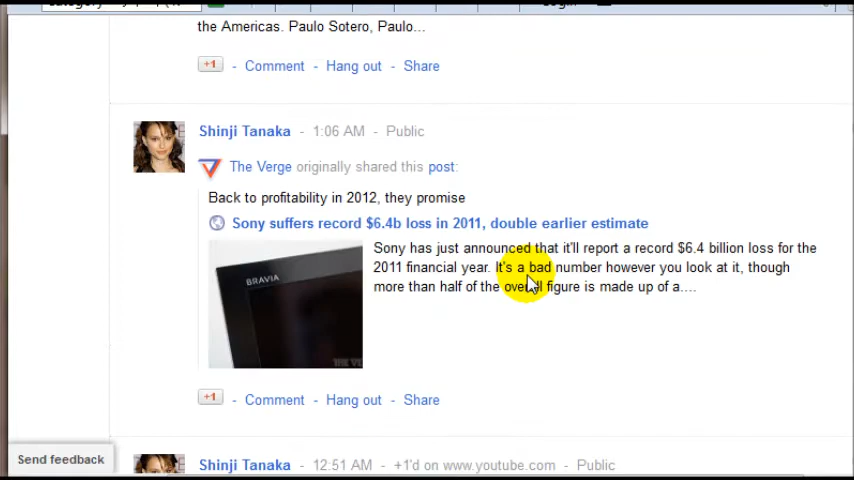 the Americas. Paulo Sotero, Paulo...
+1 - Comment - Hang out - Share
Shinji Tanaka - 1:06 AM - Public
The Verge originally shared this post:
Back to profitability in 2012, they promise
Sony suffers record $6.4b loss in 2011, double earlier estimate
Sony has just announced that it'll report a record $6.4 billion loss for the
2011 financial year. It's a bad number however you look at it, though
more than half of the overall figure is made up of a....
BRAVIA
+1 - Comment - Hang out - Share
Send feedback
Shinji Tanaka - 12:51 AM - +1'd on www.youtube.com - Public